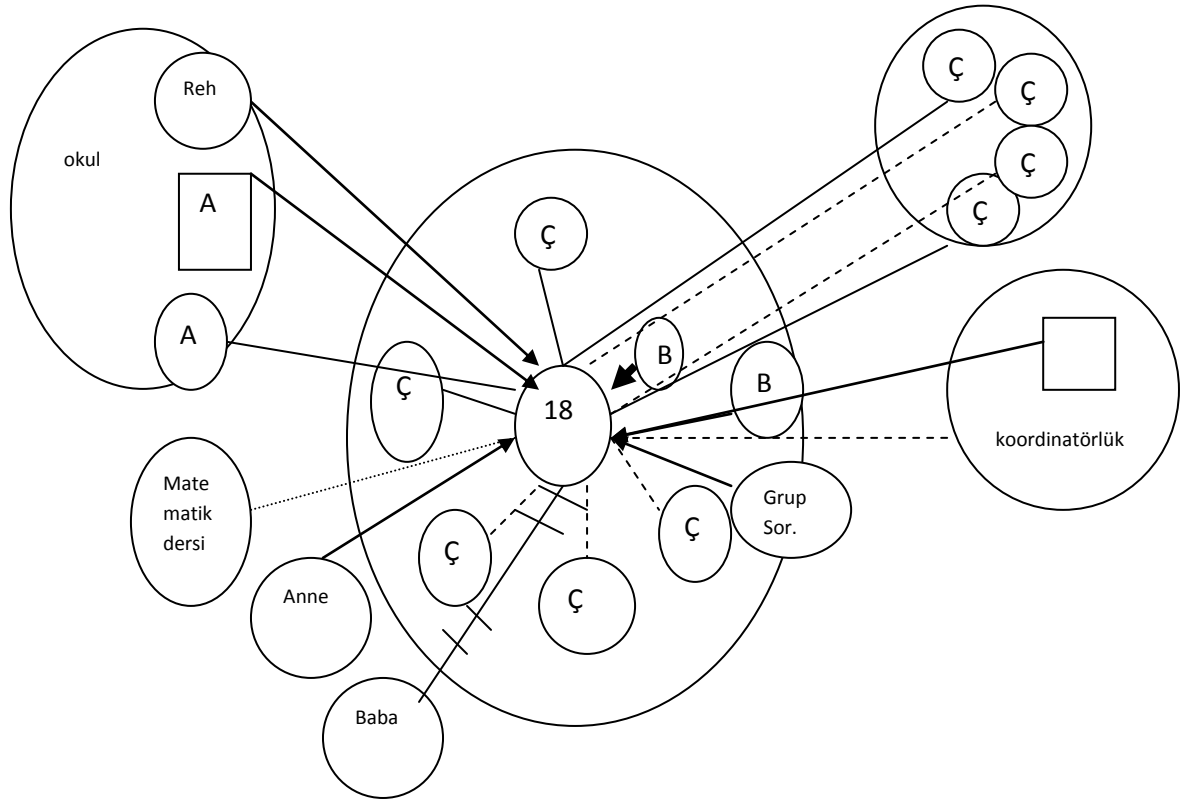 Reh
okul
A
A
Ç
Ç
Ç
Ç
Ç
B
Ç
18
B
koordinatörlük
Mate
matik
dersi
Grup
Sor.
Ç
Ç
Ç
Anne
Baba